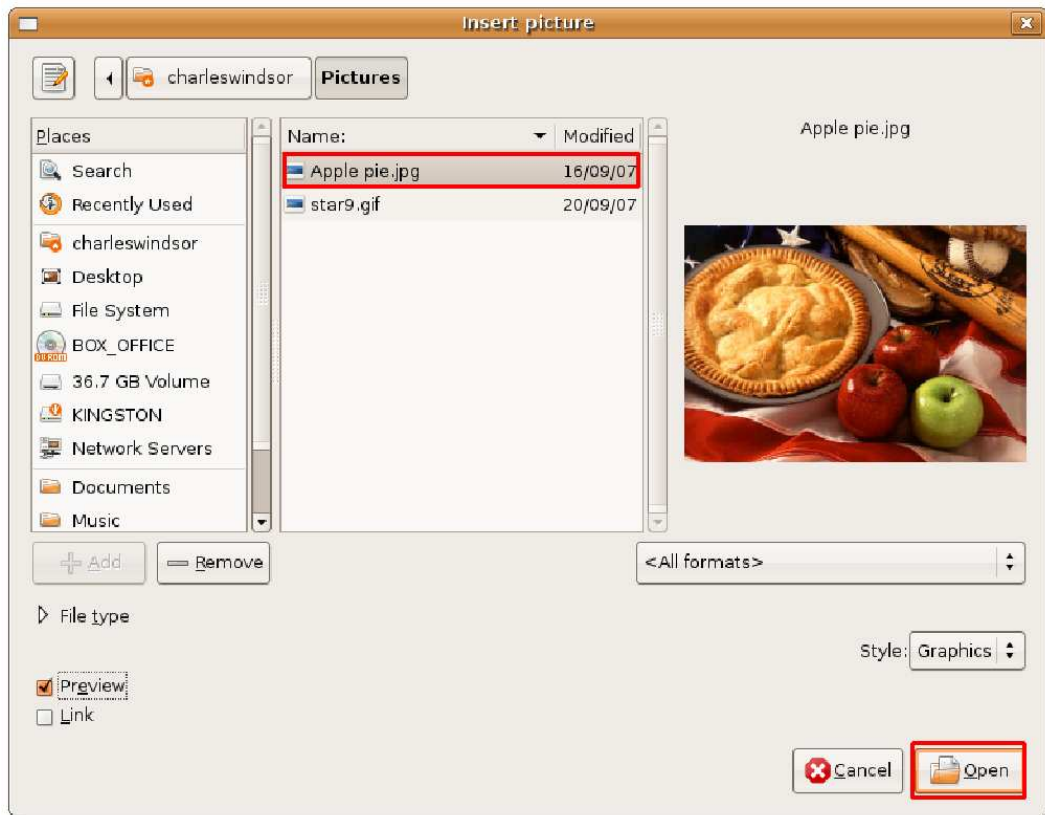 Insert picture
charleswindsor Pictures
Places
Search
Recently Used
charleswindsor
Desktop
File System
BOX_OFFICE
36.7 GB Volume
KINGSTON
Network Servers
Documents
Music
Name: Modified
Apple pie.jpg 16/09/07
star9.gif 20/09/07
Apple pie.jpg
Add Remove
<All formats>
File type
Style: Graphics
Preview
Link
Cancel Open